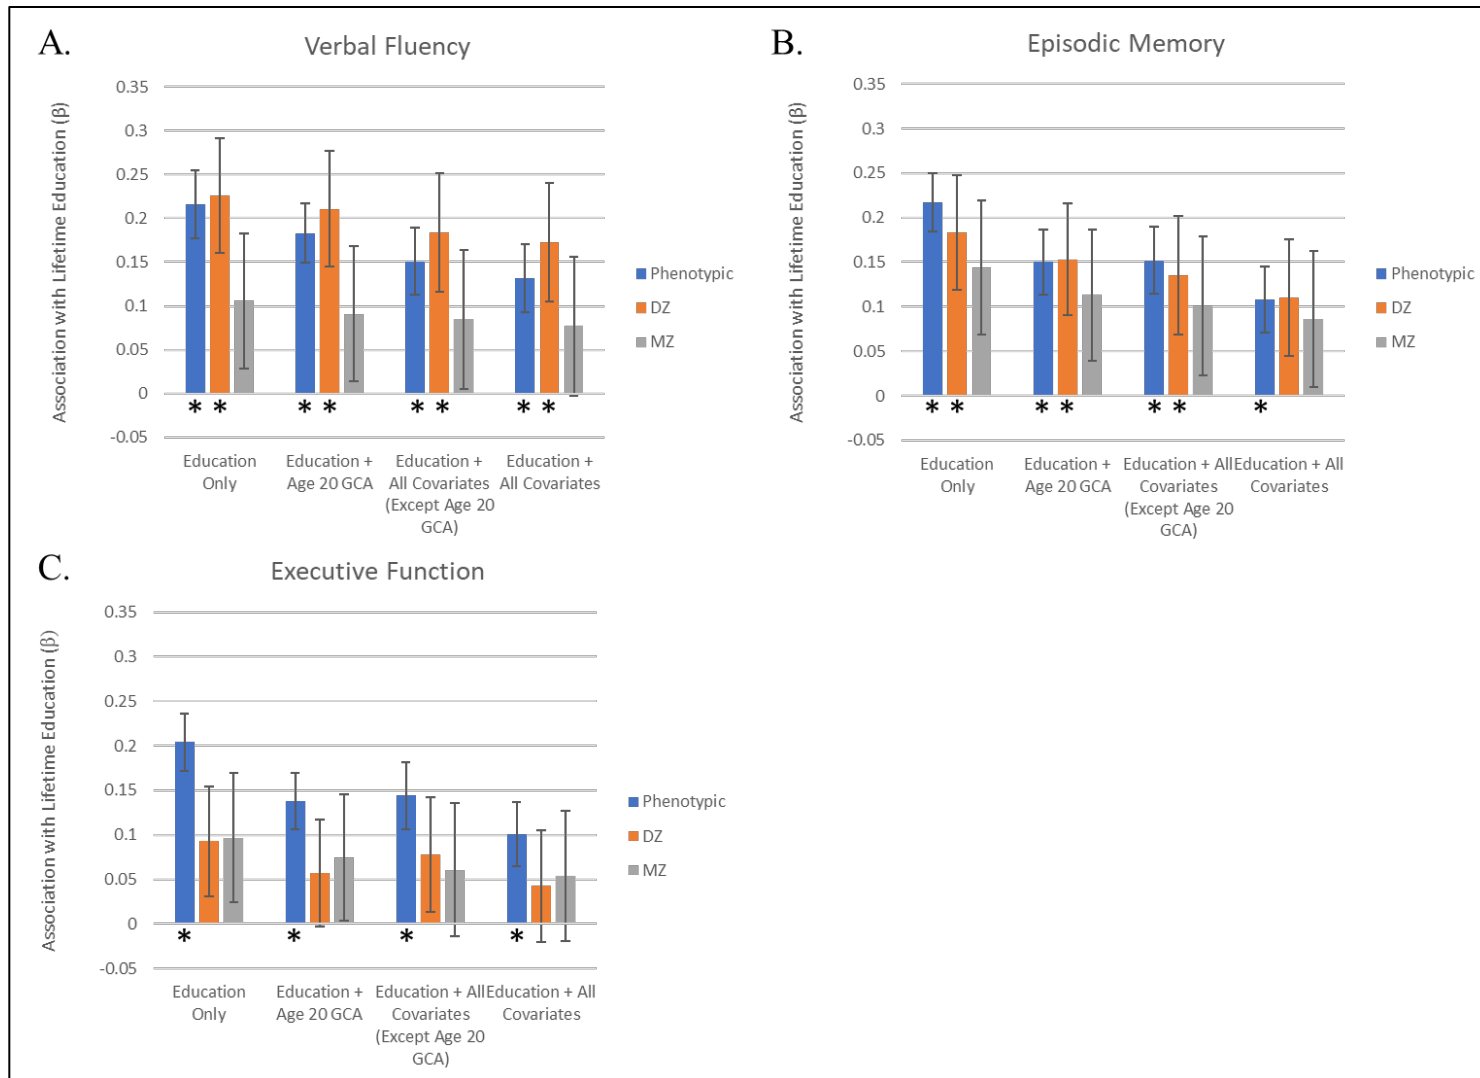 A.
Verbal Fluency
Association with Lifetime Education (β)
0.35
0.3
0.25
0.2
0.15
0.1
0.05
0
-0.05
* * * * * * * *
Education Only
Education + Age 20 GCA
Education + All Covariates (Except Age 20 GCA)
Education + All Covariates
Phenotypic
DZ
MZ
B.
Episodic Memory
Association with Lifetime Education (β)
0.35
0.3
0.25
0.2
0.15
0.1
0.05
0
-0.05
* * * * * * *
Education Only
Education + Age 20 GCA
Education + All Covariates (Except Age 20 GCA)
Education + All Covariates
Phenotypic
DZ
MZ
C.
Executive Function
Association with Lifetime Education (β)
0.35
0.3
0.25
0.2
0.15
0.1
0.05
0
-0.05
* * * *
Education Only
Education + Age 20 GCA
Education + All Covariates (Except Age 20 GCA)
Education + All Covariates
Phenotypic
DZ
MZ